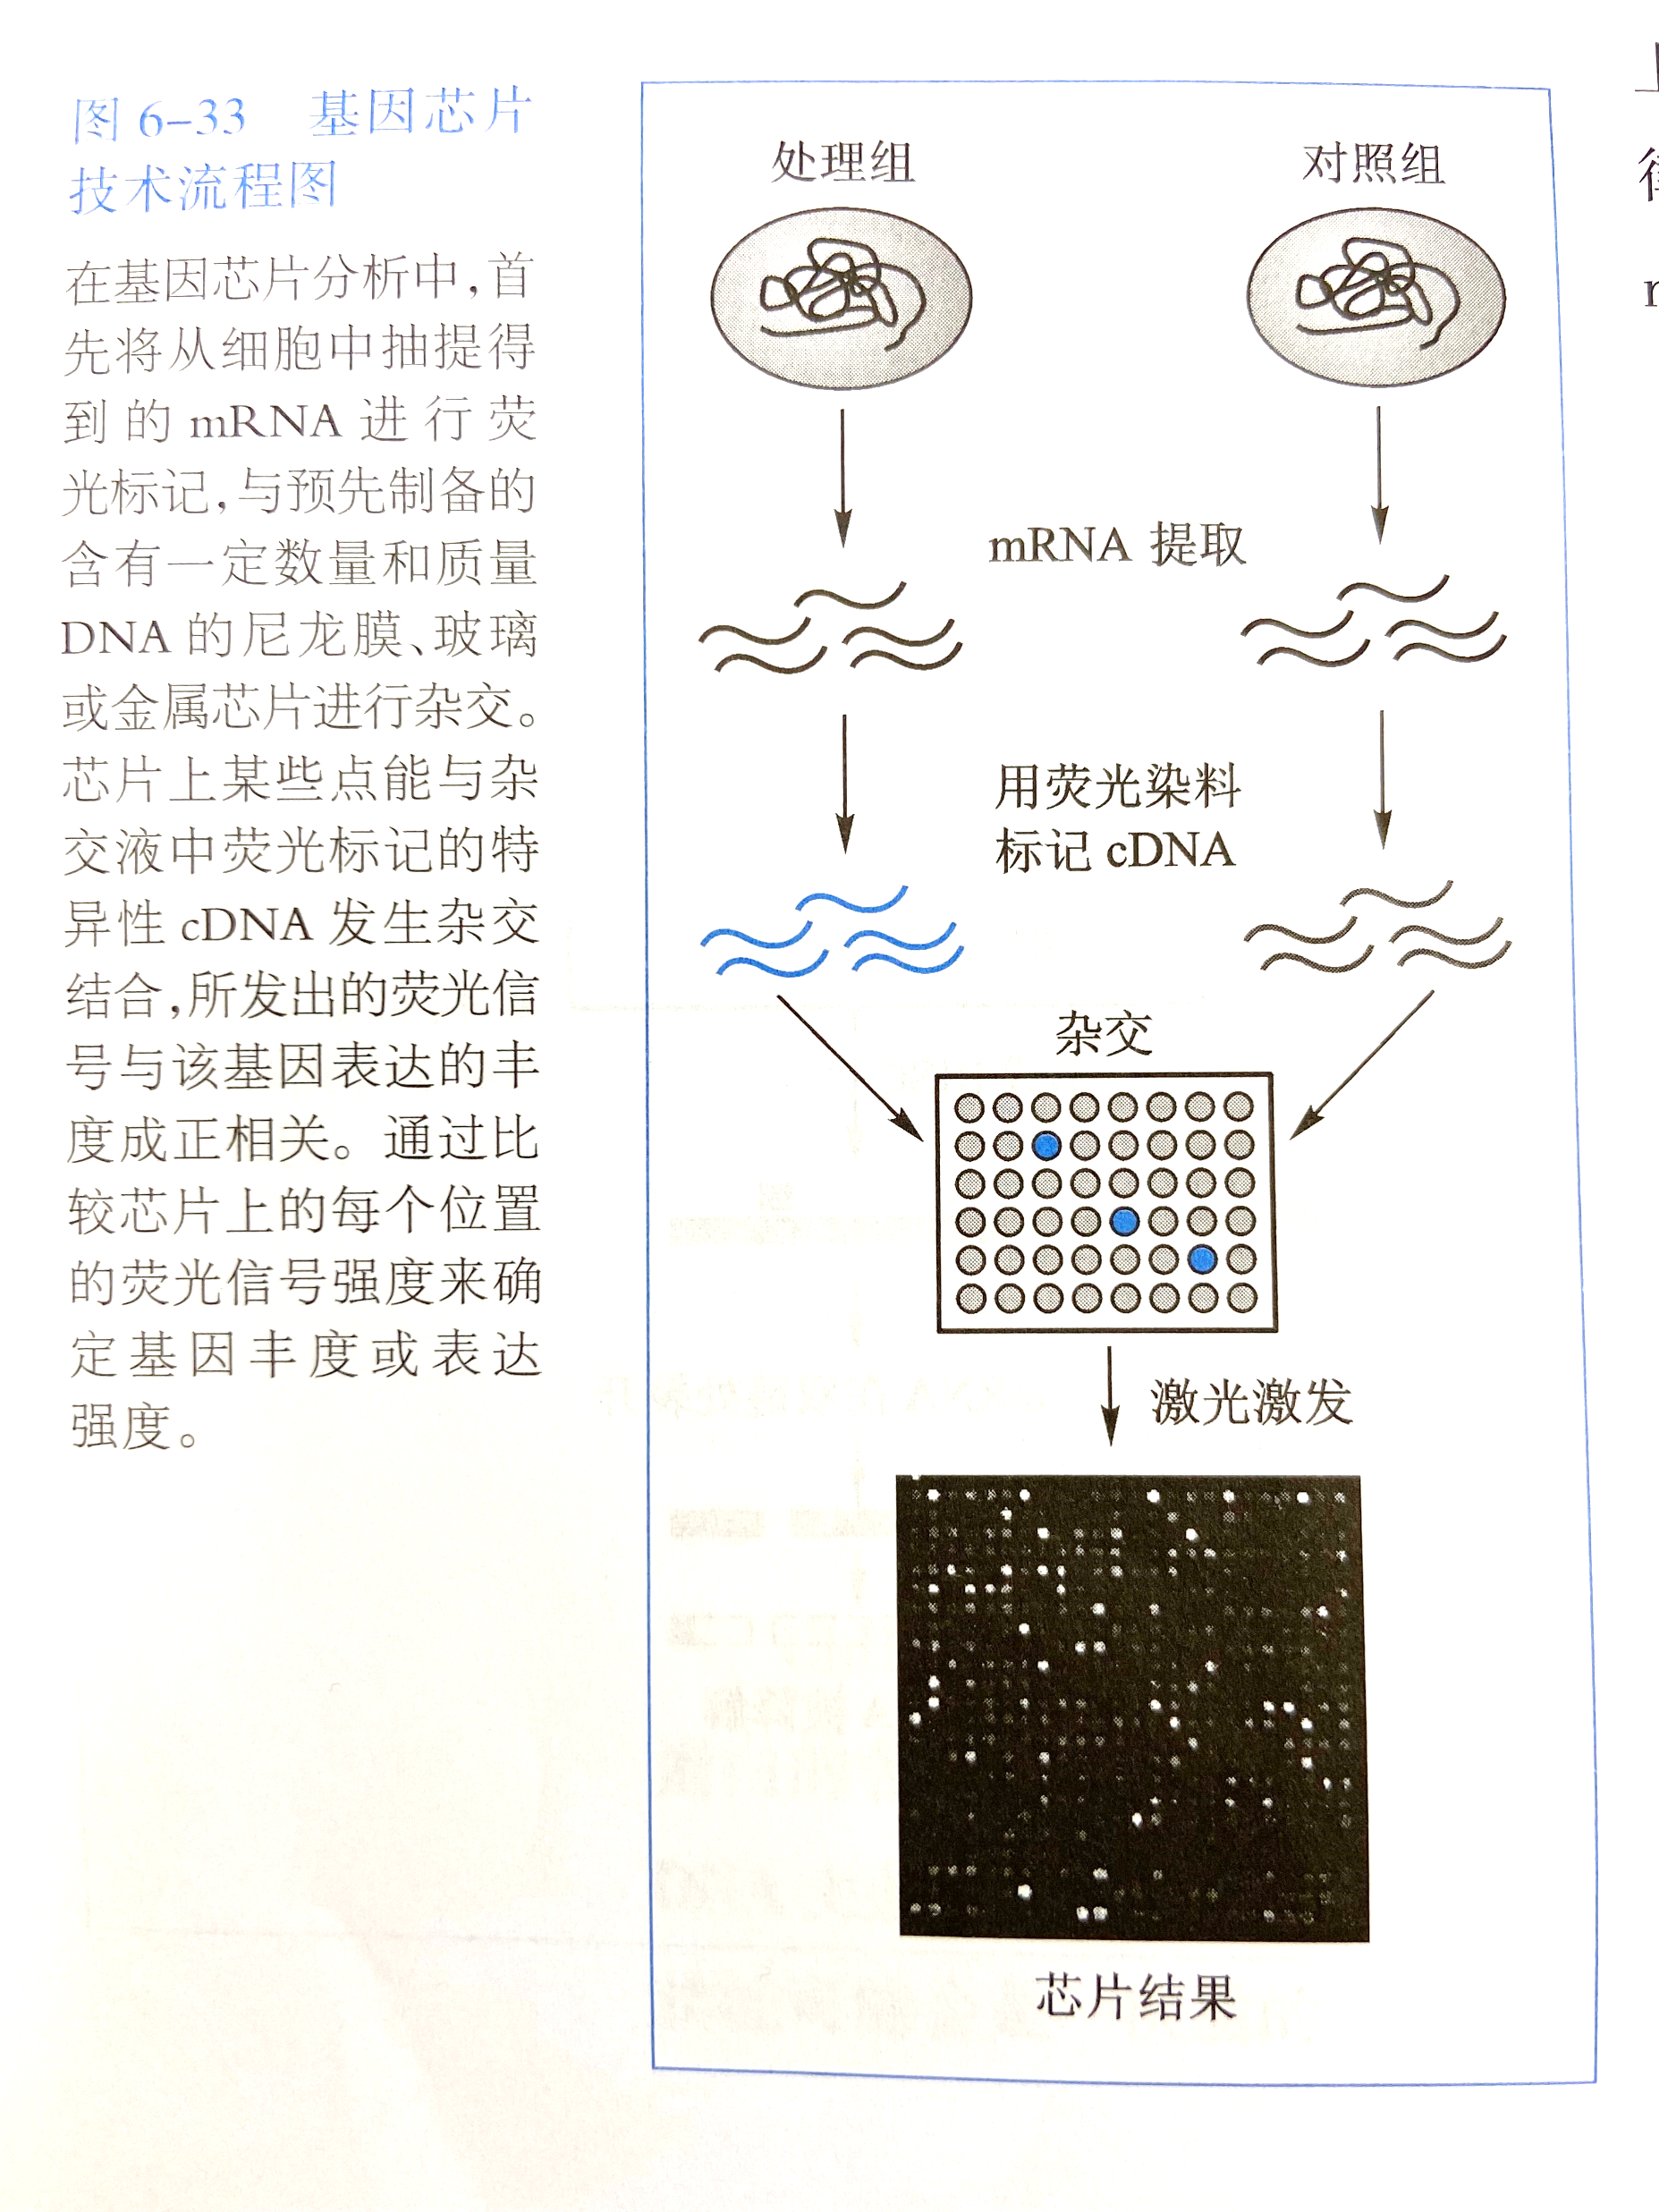 图 6-33 基因芯片
技术流程图
在基因芯片分析中，首
先将从细胞中抽提得
到的 mRNA 进行荧
光标记，与预先制备的
含有一定数量和质量
DNA 的尼龙膜、玻璃
或金属芯片进行杂交。
芯片上某些点能与杂
交液中荧光标记的特
异性 cDNA 发生杂交
结合，所发出的荧光信
号与该基因表达的丰
度成正相关。通过比
较芯片上的每个位置
的荧光信号强度来确
定基因丰度或表达
强度。
处理组
对照组
mRNA 提取
用荧光染料
标记 cDNA
杂交
激光激发
芯片结果